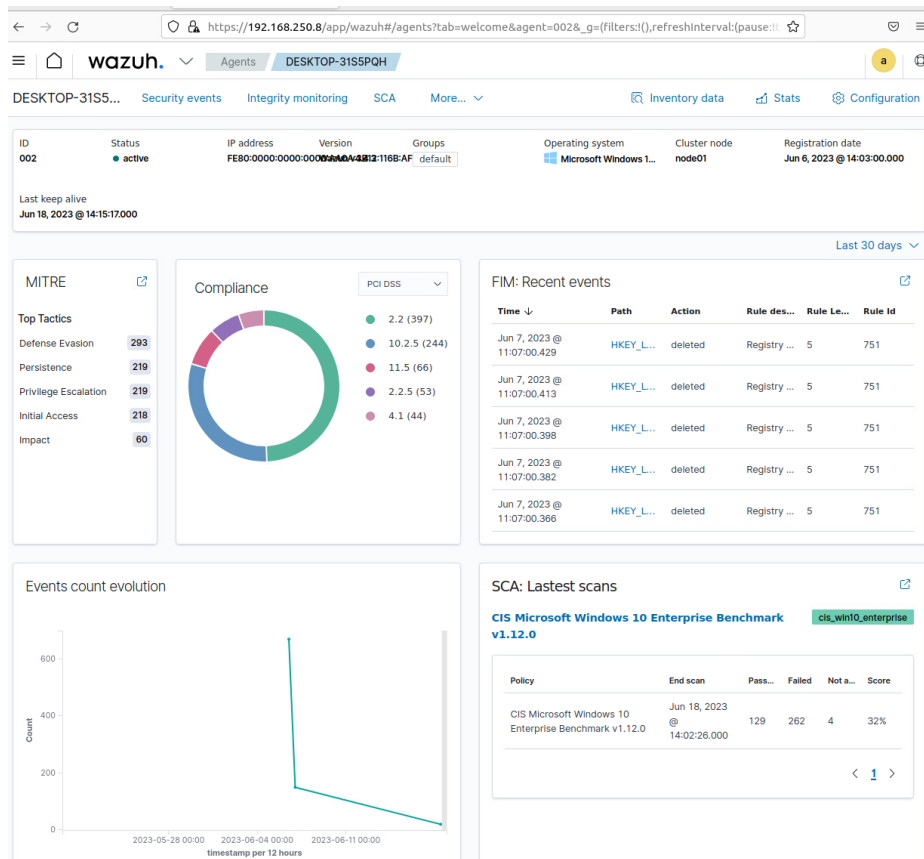 https://192.168.250.8/app/wazuh#/agents?tab=welcome&agent=002&_g=(filters:!(),refreshInterval:(pause:!
wazuh. Agents DESKTOP-31S5PQH a
DESKTOP-31S5... Security events Integrity monitoring SCA More... Inventory data Stats Configuration
ID Status IP address Version Groups Operating system Cluster node Registration date
002 active FE80:0000:0000:000 default Microsoft Windows 1... node01 Jun 6, 2023 @ 14:03:00.000
Last keep alive
Jun 18, 2023 @ 14:15:17.000
Last 30 days
MITRE
Top Tactics
Defense Evasion 293
Persistence 219
Privilege Escalation 219
Initial Access 218
Impact 60
Compliance PCI DSS
2.2 (397)
10.2.5 (244)
11.5 (66)
2.2.5 (53)
4.1 (44)
FIM: Recent events
Time Path Action Rule des... Rule Le... Rule Id
Jun 7, 2023 @
11:07:00.429 HKEY_L... deleted Registry ... 5 751
Jun 7, 2023 @
11:07:00.413 HKEY_L... deleted Registry ... 5 751
Jun 7, 2023 @
11:07:00.398 HKEY_L... deleted Registry ... 5 751
Jun 7, 2023 @
11:07:00.382 HKEY_L... deleted Registry ... 5 751
Jun 7, 2023 @
11:07:00.366 HKEY_L... deleted Registry ... 5 751
Events count evolution
600
400
200
0
Count
2023-05-28 00:00 2023-06-04 00:00 2023-06-11 00:00
timestamp per 12 hours
SCA: Lastest scans
CIS Microsoft Windows 10 Enterprise Benchmark
v1.12.0
cis_win10_enterprise
Policy End scan Pass... Failed Not a... Score
CIS Microsoft Windows 10
Enterprise Benchmark v1.12.0
Jun 18, 2023
@
14:02:26.000
129 262 4 32%
1